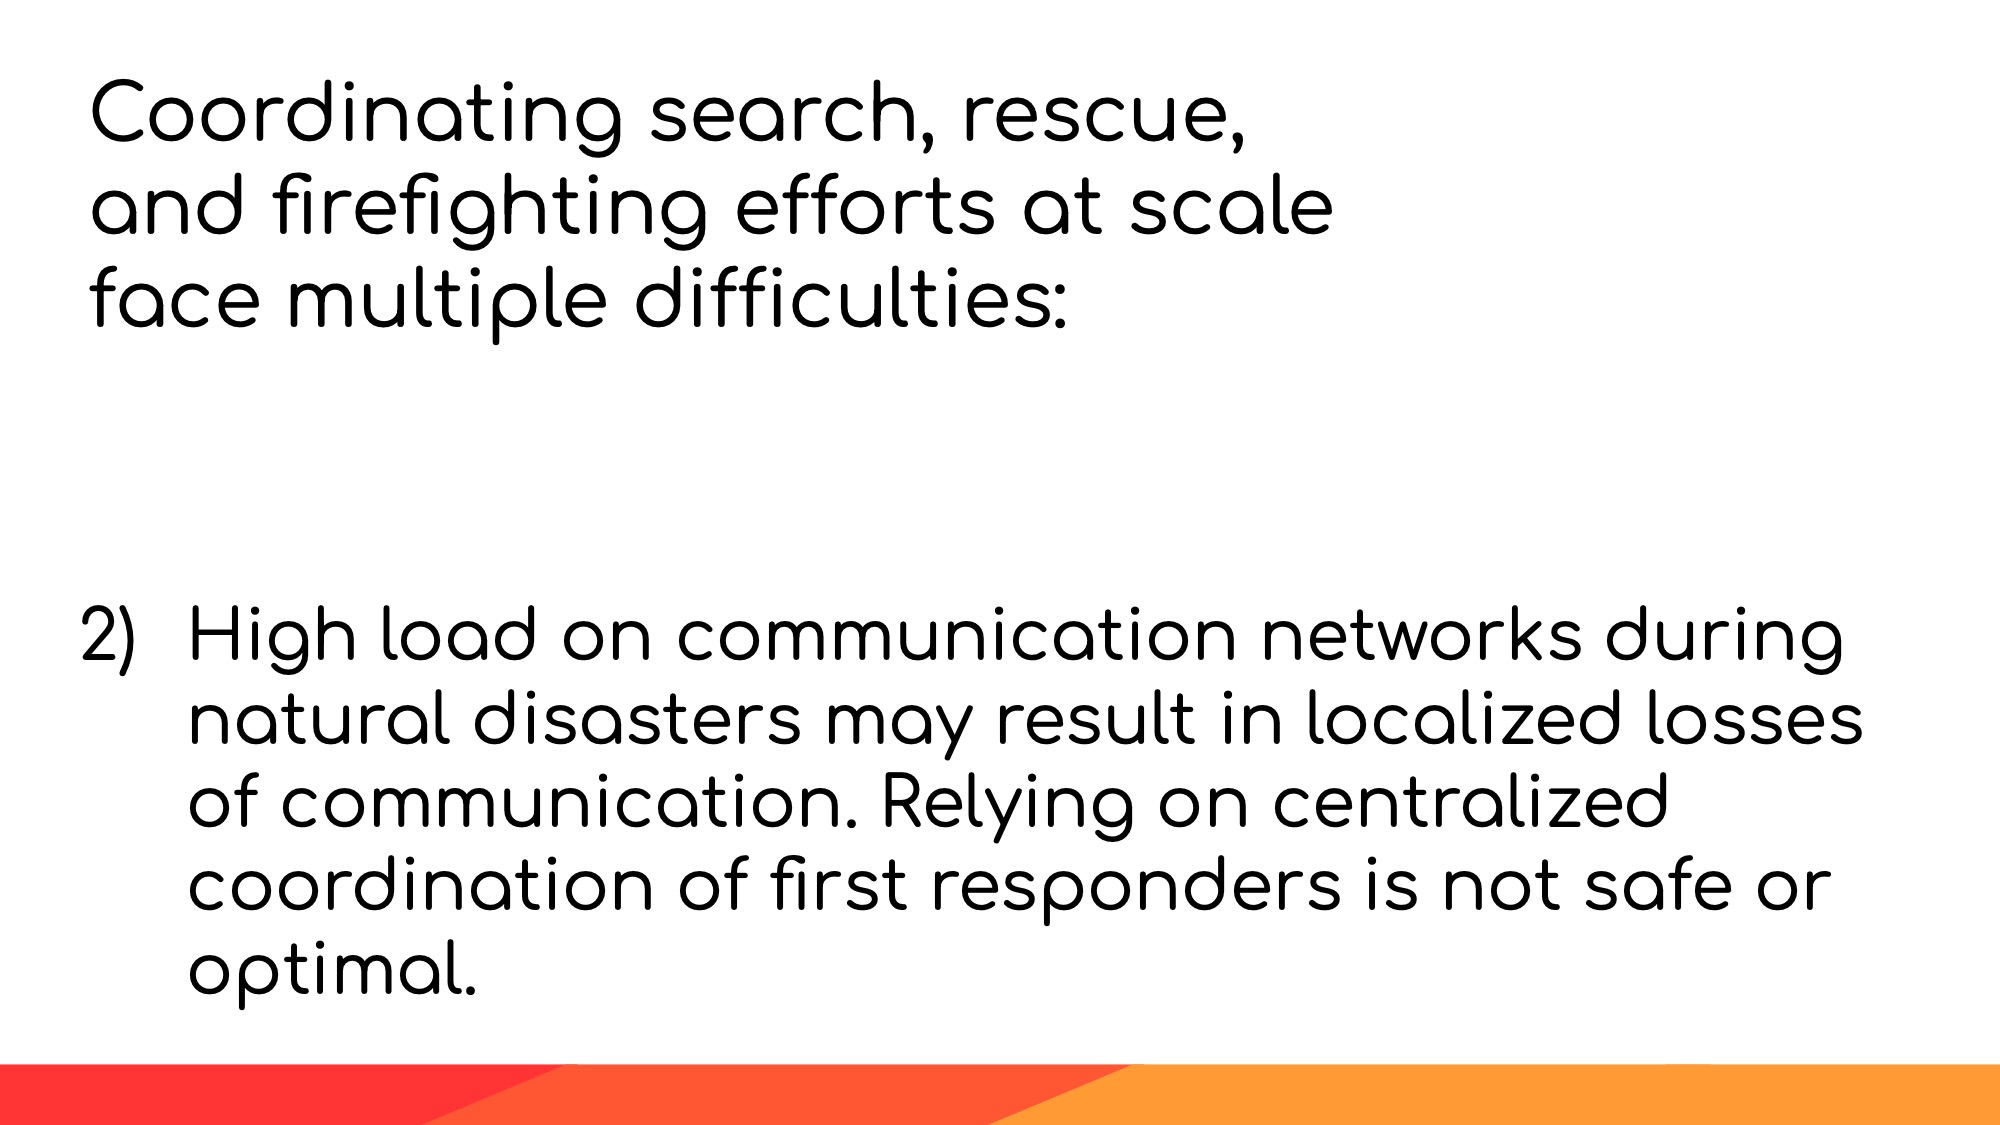 Coordinating search, rescue,
and firefighting efforts at scale
face multiple difficulties:
2) High load on communication networks during
natural disasters may result in localized losses
of communication. Relying on centralized
coordination of first responders is not safe or
optimal.